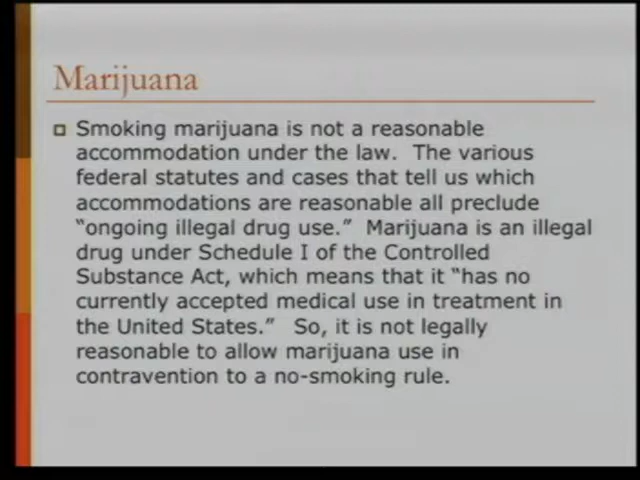 Marijuana
Smoking marijuana is not a reasonable
accommodation under the law.  The various
federal statutes and cases that tell us which
accommodations are reasonable all preclude
“ongoing illegal drug use.”  Marijuana is an illegal
drug under Schedule I of the Controlled
Substance Act, which means that it “has no
currently accepted medical use in treatment in
the United States.”   So, it is not legally
reasonable to allow marijuana use in
contravention to a no-smoking rule.